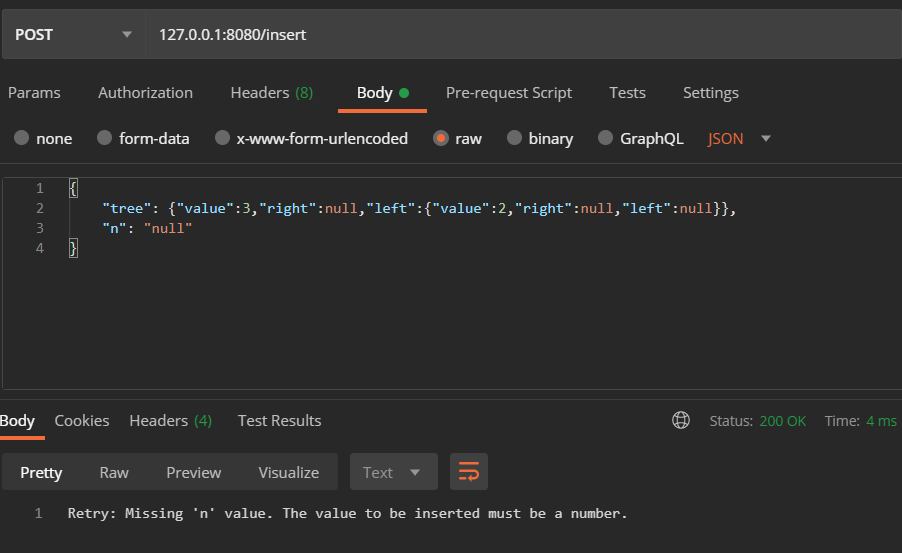 POST 127.0.0.1:8080/insert
Params Authorization Headers (8) Body Pre-request Script Tests Settings
none form-data x-www-form-urlencoded raw binary GraphQL JSON
1 {
2 "tree": {"value":3,"right":null,"left":{"value":2,"right":null,"left":null}},
3 "n": "null"
4 }
Body Cookies Headers (4) Test Results Status: 200 OK Time: 4 ms
Pretty Raw Preview Visualize Text
1 Retry: Missing 'n' value. The value to be inserted must be a number.